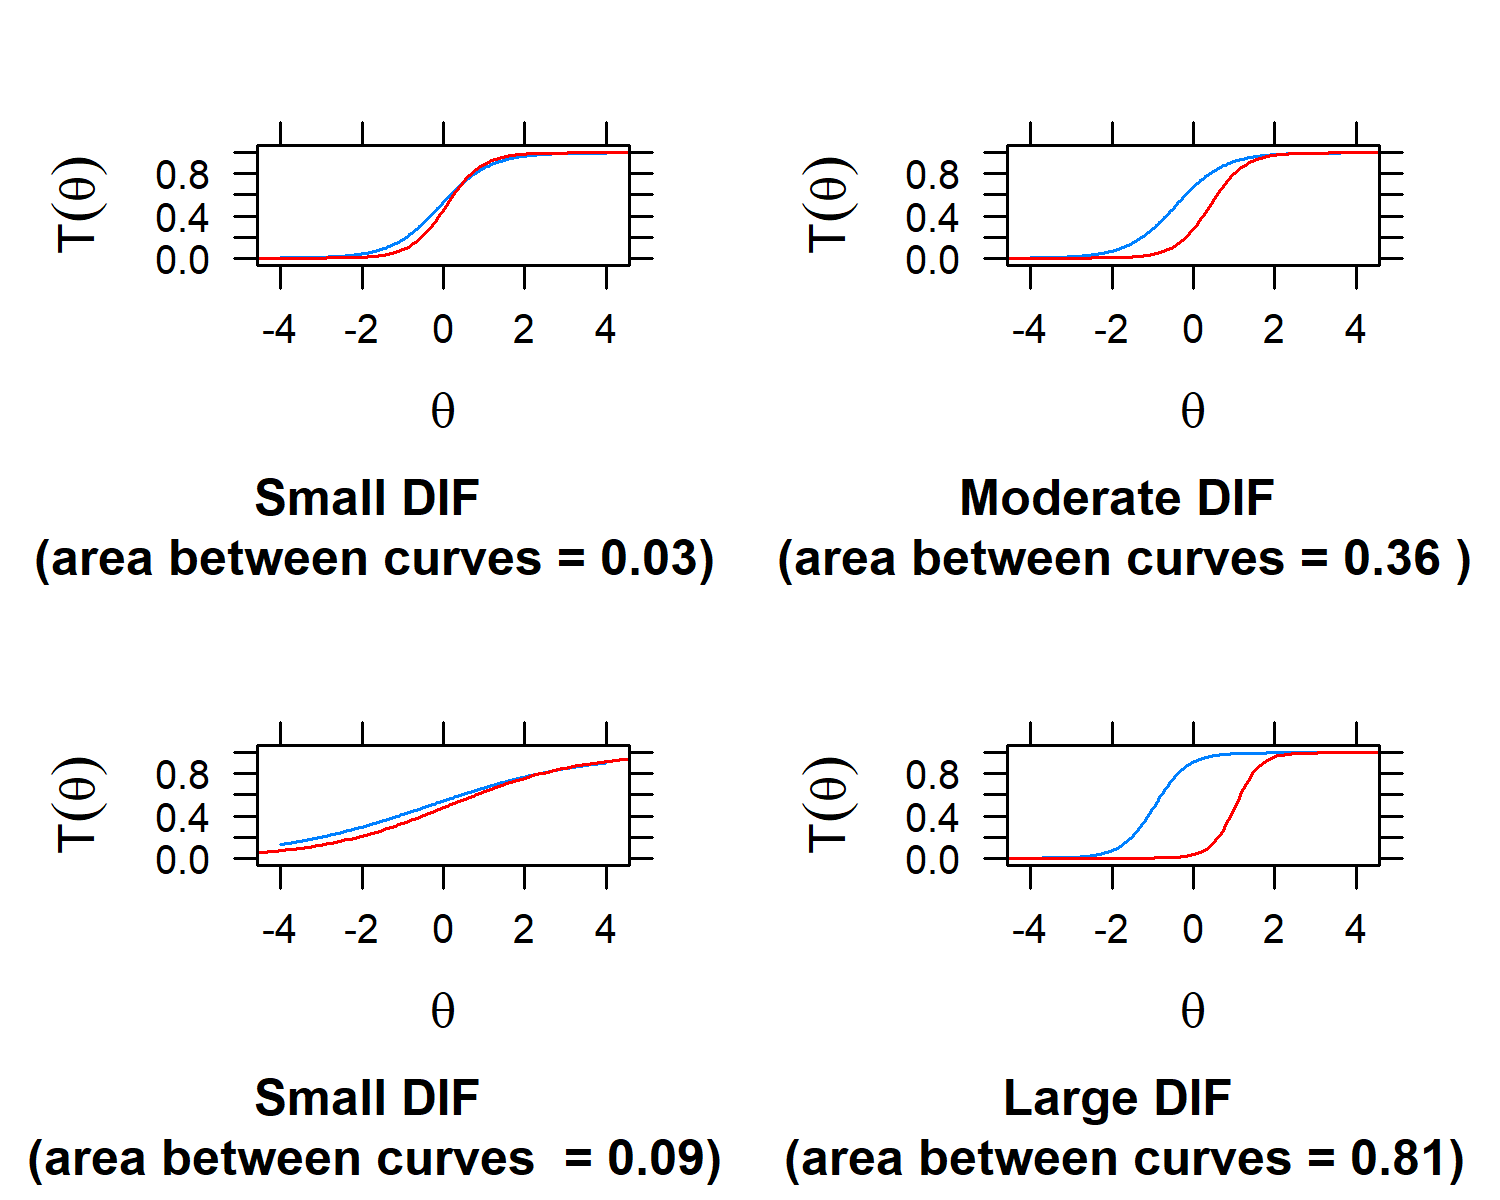 T(θ)
0.8
0.4
0.0
-4 -2 0 2 4
θ
Small DIF
(area between curves = 0.03)
T(θ)
0.8
0.4
0.0
-4 -2 0 2 4
θ
Moderate DIF
(area between curves = 0.36 )
T(θ)
0.8
0.4
0.0
-4 -2 0 2 4
θ
Small DIF
(area between curves  = 0.09)
T(θ)
0.8
0.4
0.0
-4 -2 0 2 4
θ
Large DIF
(area between curves = 0.81)